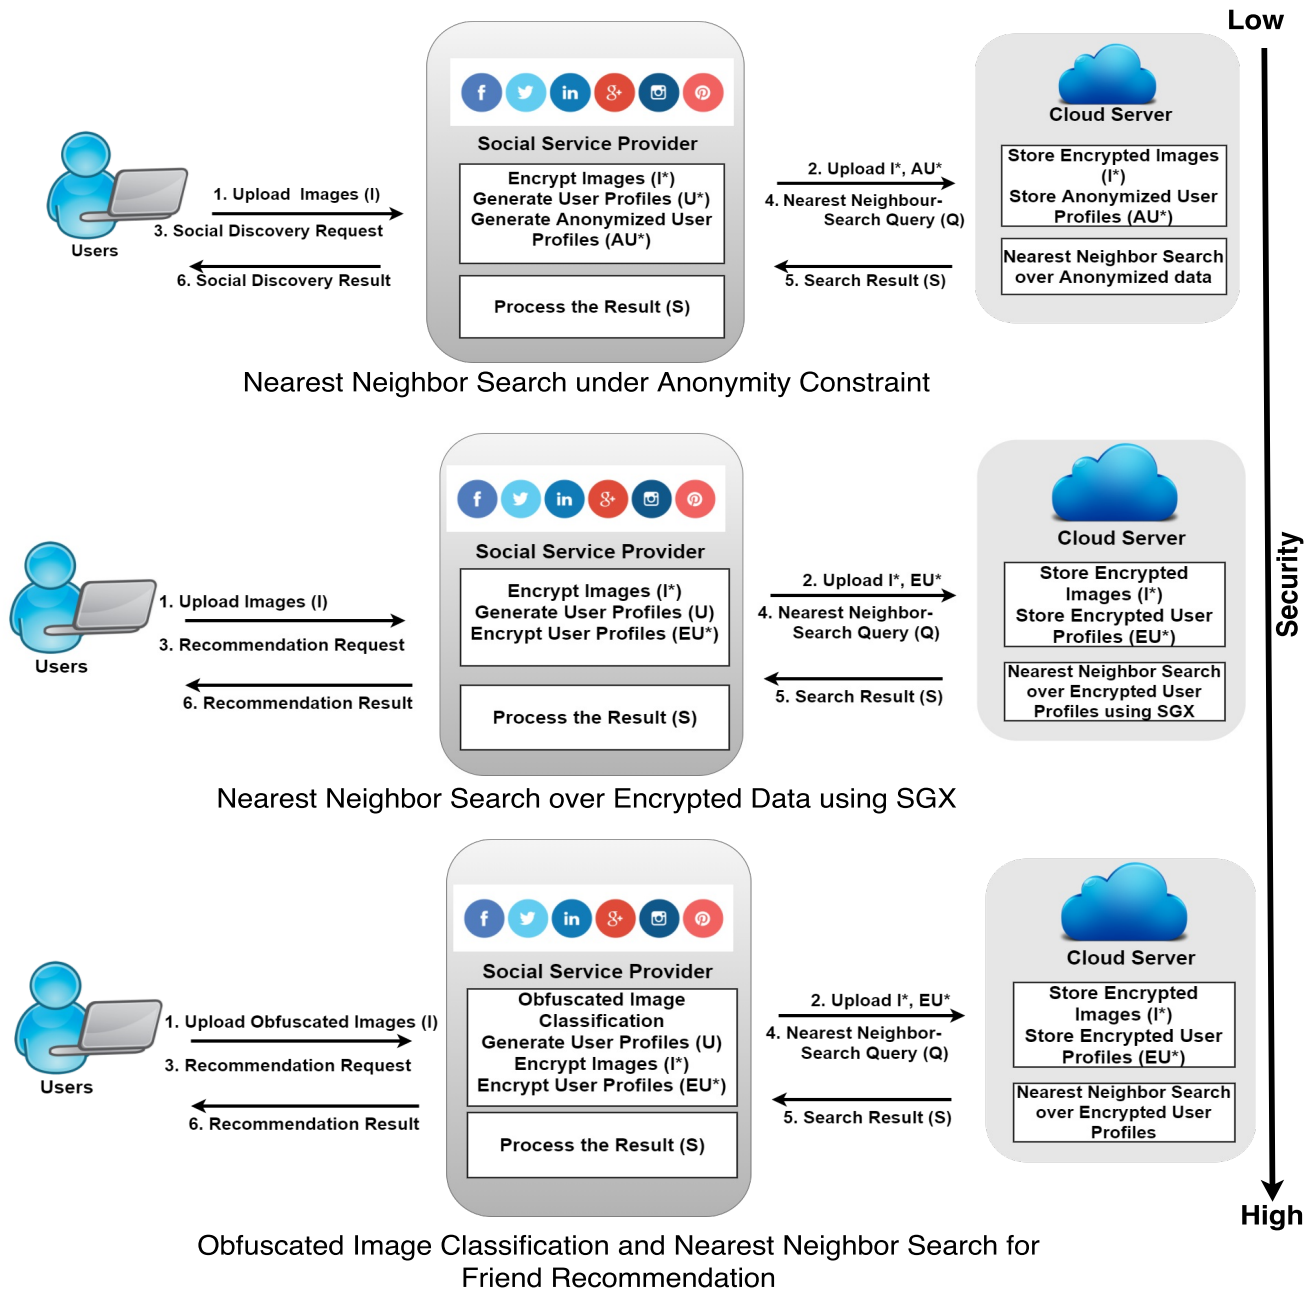 Low
Cloud Server
Social Service Provider
Users
1. Upload  Images (I)
3. Social Discovery Request
6. Social Discovery Result
Encrypt Images (I*)
Generate User Profiles (U*)
Generate Anonymized User
Profiles (AU*)
Process the Result (S)
2. Upload I*, AU*
4. Nearest Neighbour-
Search Query (Q)
5. Search Result (S)
Store Encrypted Images
(I*)
Store Anonymized User
Profiles (AU*)
Nearest Neighbor Search
over Anonymized data
Nearest Neighbor Search under Anonymity Constraint
f
in
g+
Social Service Provider
Users
1. Upload Images (I)
3. Recommendation Request
6. Recommendation Result
Encrypt Images (I*)
Generate User Profiles (U)
Encrypt User Profiles (EU*)
Process the Result (S)
2. Upload I*, EU*
4. Nearest Neighbor-
Search Query (Q)
5. Search Result (S)
Cloud Server
Store Encrypted
Images (I*)
Store Encrypted User
Profiles (EU*)
Nearest Neighbor Search
over Encrypted User
Profiles using SGX
Security
Nearest Neighbor Search over Encrypted Data using SGX
f
in
g+
Social Service Provider
Users
1. Upload Obfuscated Images (I)
3. Recommendation Request
6. Recommendation Result
Obfuscated Image
Classification
Generate User Profiles (U)
Encrypt Images (I*)
Encrypt User Profiles (EU*)
Process the Result (S)
2. Upload I*, EU*
4. Nearest Neighbor-
Search Query (Q)
5. Search Result (S)
Cloud Server
Store Encrypted
Images (I*)
Store Encrypted User
Profiles (EU*)
Nearest Neighbor Search
over Encrypted User
Profiles
High
Obfuscated Image Classification and Nearest Neighbor Search for
Friend Recommendation
f
in
g+